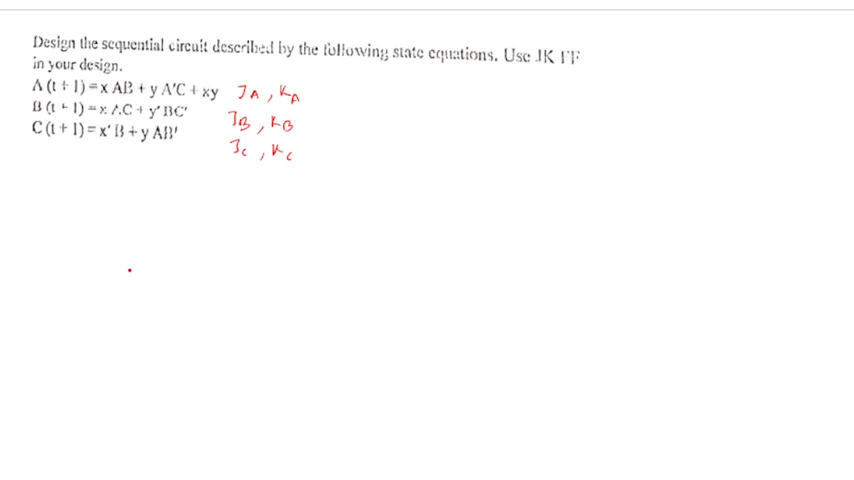 Design the sequential circuit described by the following state equations. Use JK FF
in your design.
A (t + 1) = x AB + y A'C + xy JA , KA
B (t + 1) = x AC + y' BC' JB , KB
C (t + 1) = x' B + y AB' Jc , Kc